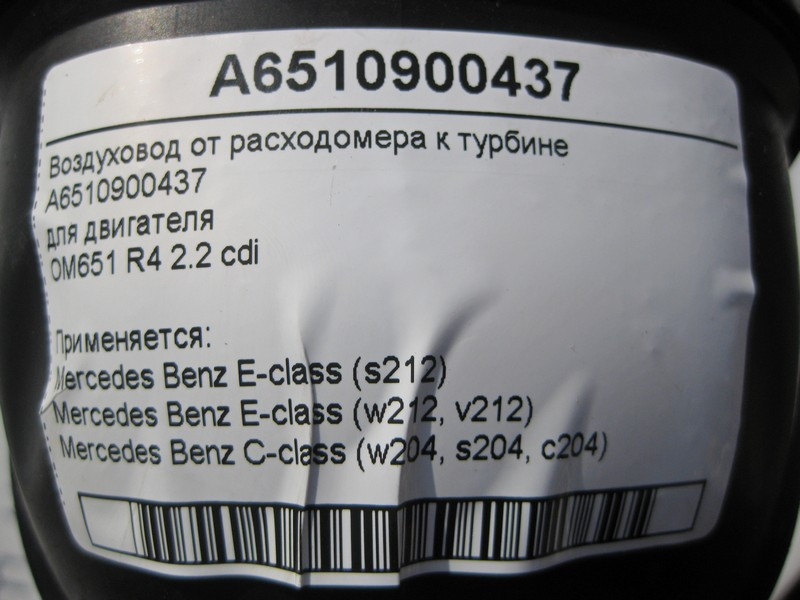 A6510900437
Воздуховод от расходомера к турбине
A6510900437
для двигателя
OM651 R4 2.2 cdi
Применяется:
Mercedes Benz E-class (s212)
Mercedes Benz E-class (w212, v212)
Mercedes Benz C-class (w204, s204, c204)